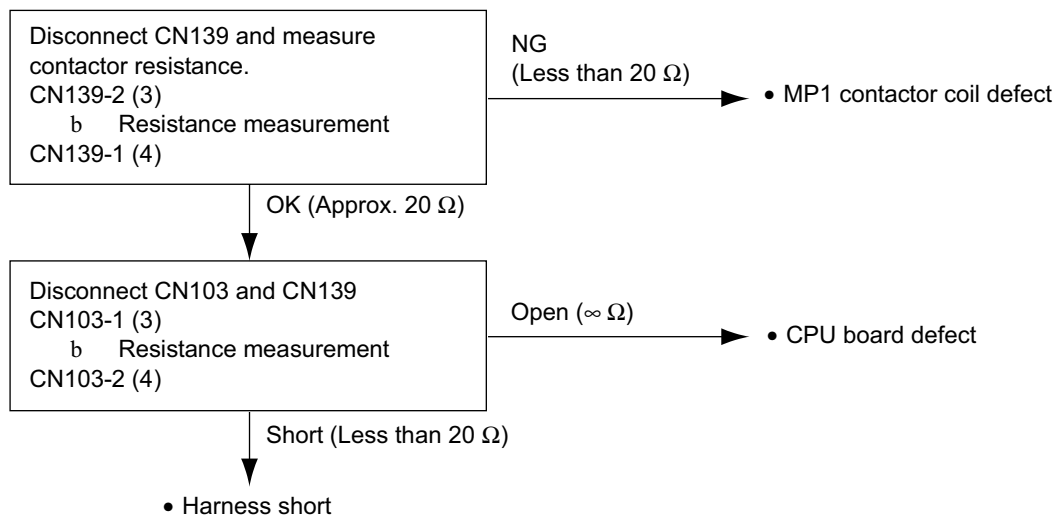 Disconnect CN139 and measure
contactor resistance.
CN139-2 (3)
b Resistance measurement
CN139-1 (4)
NG
(Less than 20 Ω)
• MP1 contactor coil defect
OK (Approx. 20 Ω)
Disconnect CN103 and CN139
CN103-1 (3)
b Resistance measurement
CN103-2 (4)
Open (∞ Ω)
• CPU board defect
Short (Less than 20 Ω)
• Harness short